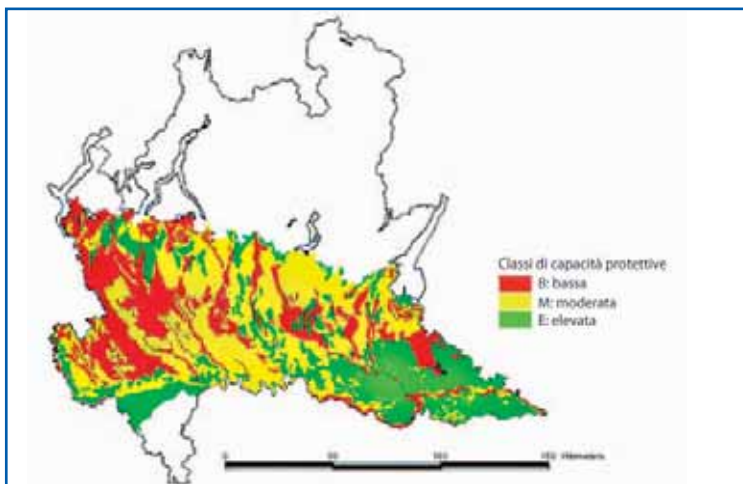 Classi di capacità protettive
B: bassa
M: moderata
E: elevata
0 50 100 150 Kilometers